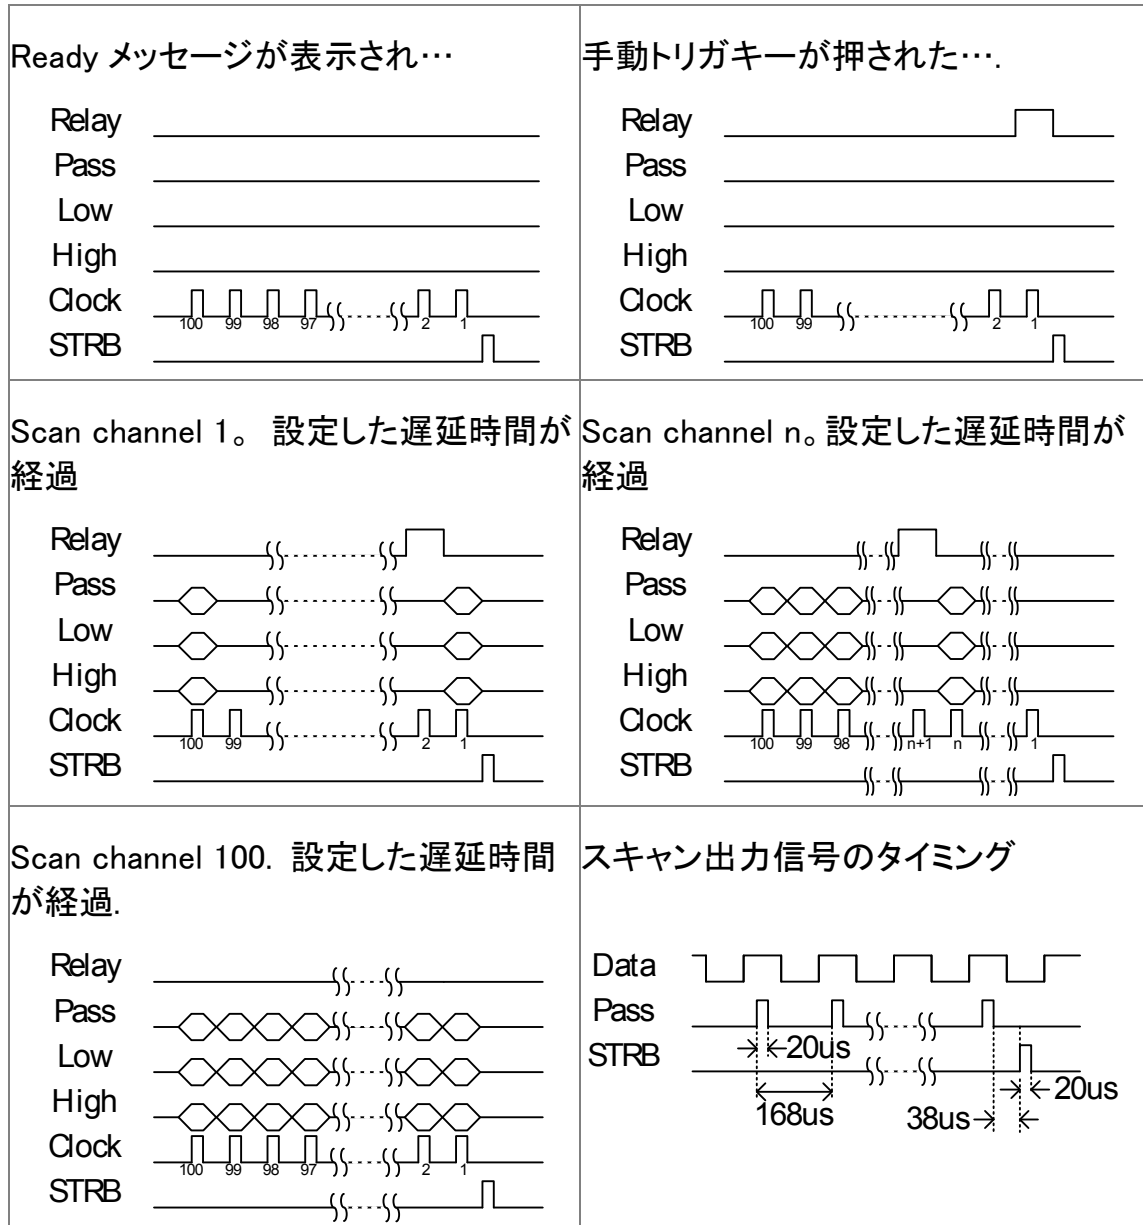 Ready メッセージが表示され…
Relay
Pass
Low
High
Clock
100 99 98 97 2 1
STRB
手動トリガキーが押された….
Relay
Pass
Low
High
Clock
100 99 2 1
STRB
Scan channel 1。 設定した遅延時間が
経過
Relay
Pass
Low
High
Clock
100 99 2 1
STRB
Scan channel n。設定した遅延時間が
経過
Relay
Pass
Low
High
Clock
100 99 98 n+1 n 1
STRB
Scan channel 100. 設定した遅延時間
が経過.
Relay
Pass
Low
High
Clock
100 99 98 97 2 1
STRB
スキャン出力信号のタイミング
Data
Pass
STRB
20us
168us
38us
20us